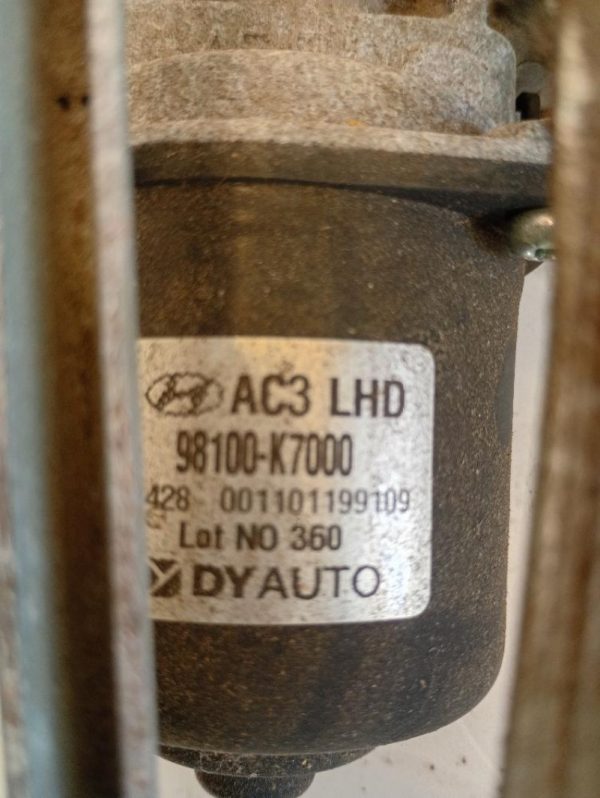 AC3 LHD
98100-K7000
428 001101199109
Lot NO 360
DYAUTO